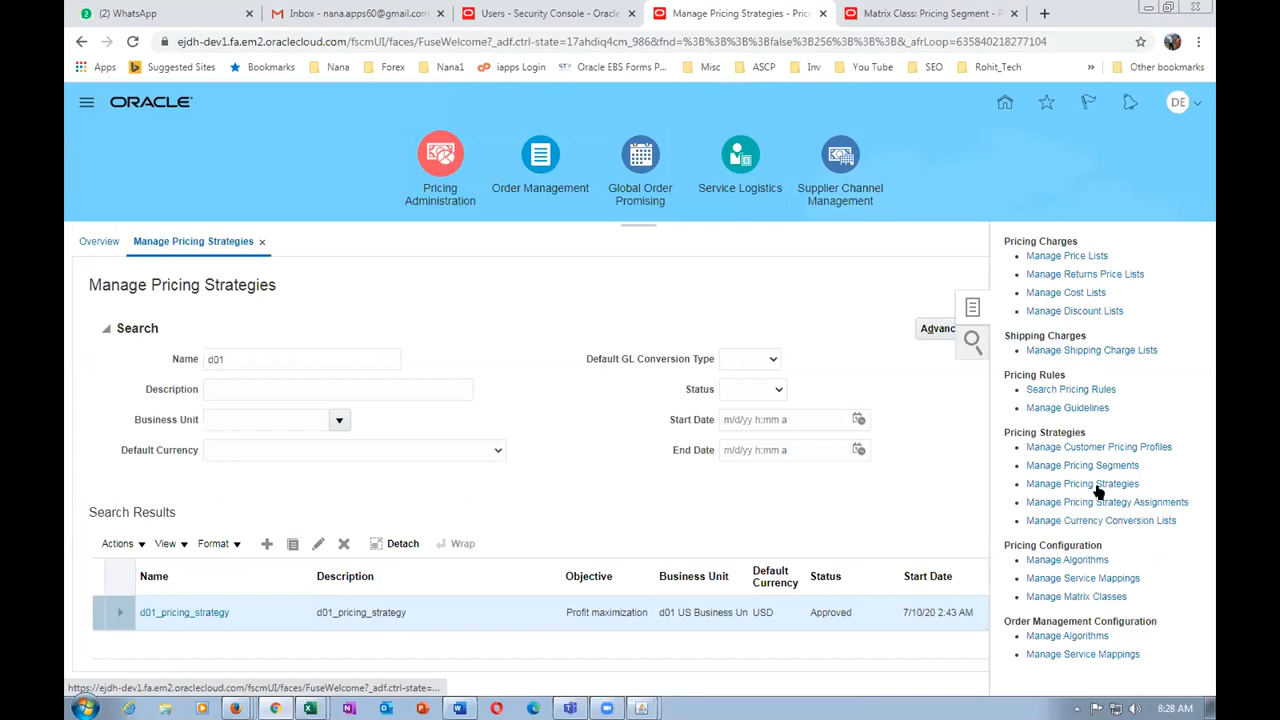 WhatsApp
Inbox - nana.apps60@gmail.com
Users - Security Console - Oracle
Manage Pricing Strategies - Pric
Matrix Class: Pricing Segment - P
ejdh-dev1.fa.em2.oraclecloud.com/fscmUI/faces/FuseWelcome?_adf.ctrl-state=17ahdiq4cm_986&fnd=%3B%3B%3B%3Bfalse%3B256%3B%3B%3B&_afrLoop=635840218277104
Apps
Suggested Sites
Bookmarks
Nana
Forex
Nana1
iapps Login
Oracle EBS Forms P...
Misc
ASCP
Inv
You Tube
SEO
Rohit_Tech
»
Other bookmarks
ORACLE
DE
Pricing
Administration
Order Management
Global Order
Promising
Service Logistics
Supplier Channel
Management
Overview
Manage Pricing Strategies
Manage Pricing Strategies
Search
Advanc
Name d01
Default GL Conversion Type
Description
Status
Business Unit
Start Date m/d/yy h:mm a
Default Currency
End Date m/d/yy h:mm a
Search Results
Actions View Format Detach Wrap
Name Description Objective Business Unit Default
Currency Status Start Date
d01_pricing_strategy d01_pricing_strategy Profit maximization d01 US Business Un USD Approved 7/10/20 2:43 AM
Pricing Charges
Manage Price Lists
Manage Returns Price Lists
Manage Cost Lists
Manage Discount Lists
Shipping Charges
Manage Shipping Charge Lists
Pricing Rules
Search Pricing Rules
Manage Guidelines
Pricing Strategies
Manage Customer Pricing Profiles
Manage Pricing Segments
Manage Pricing Strategies
Manage Pricing Strategy Assignments
Manage Currency Conversion Lists
Pricing Configuration
Manage Algorithms
Manage Service Mappings
Manage Matrix Classes
Order Management Configuration
Manage Algorithms
Manage Service Mappings
https://ejdh-dev1.fa.em2.oraclecloud.com/fscmUI/faces/FuseWelcome?_adf.ctrl-state=...
8:28 AM